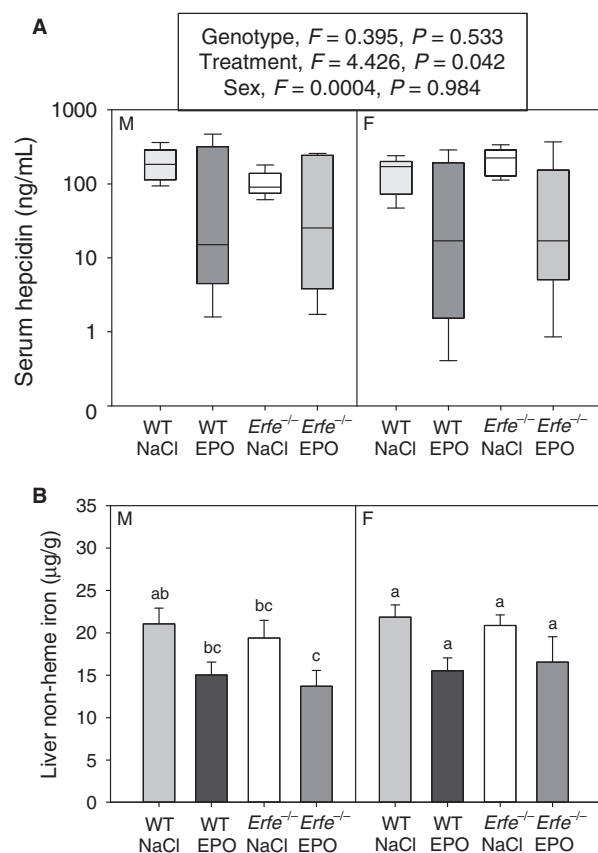 A
Genotype, F = 0.395, P = 0.533
Treatment, F = 4.426, P = 0.042
Sex, F = 0.0004, P = 0.984
Serum hepcidin (ng/mL)
1000
100
10
1
0
M
F
WT NaCl
WT EPO
Erfe−/− NaCl
Erfe−/− EPO
WT NaCl
WT EPO
Erfe−/− NaCl
Erfe−/− EPO
B
Liver non-heme iron (µg/g)
35
30
25
20
15
10
5
0
M
F
ab
bc
bc
c
a
a
a
a
WT NaCl
WT EPO
Erfe−/− NaCl
Erfe−/− EPO
WT NaCl
WT EPO
Erfe−/− NaCl
Erfe−/− EPO